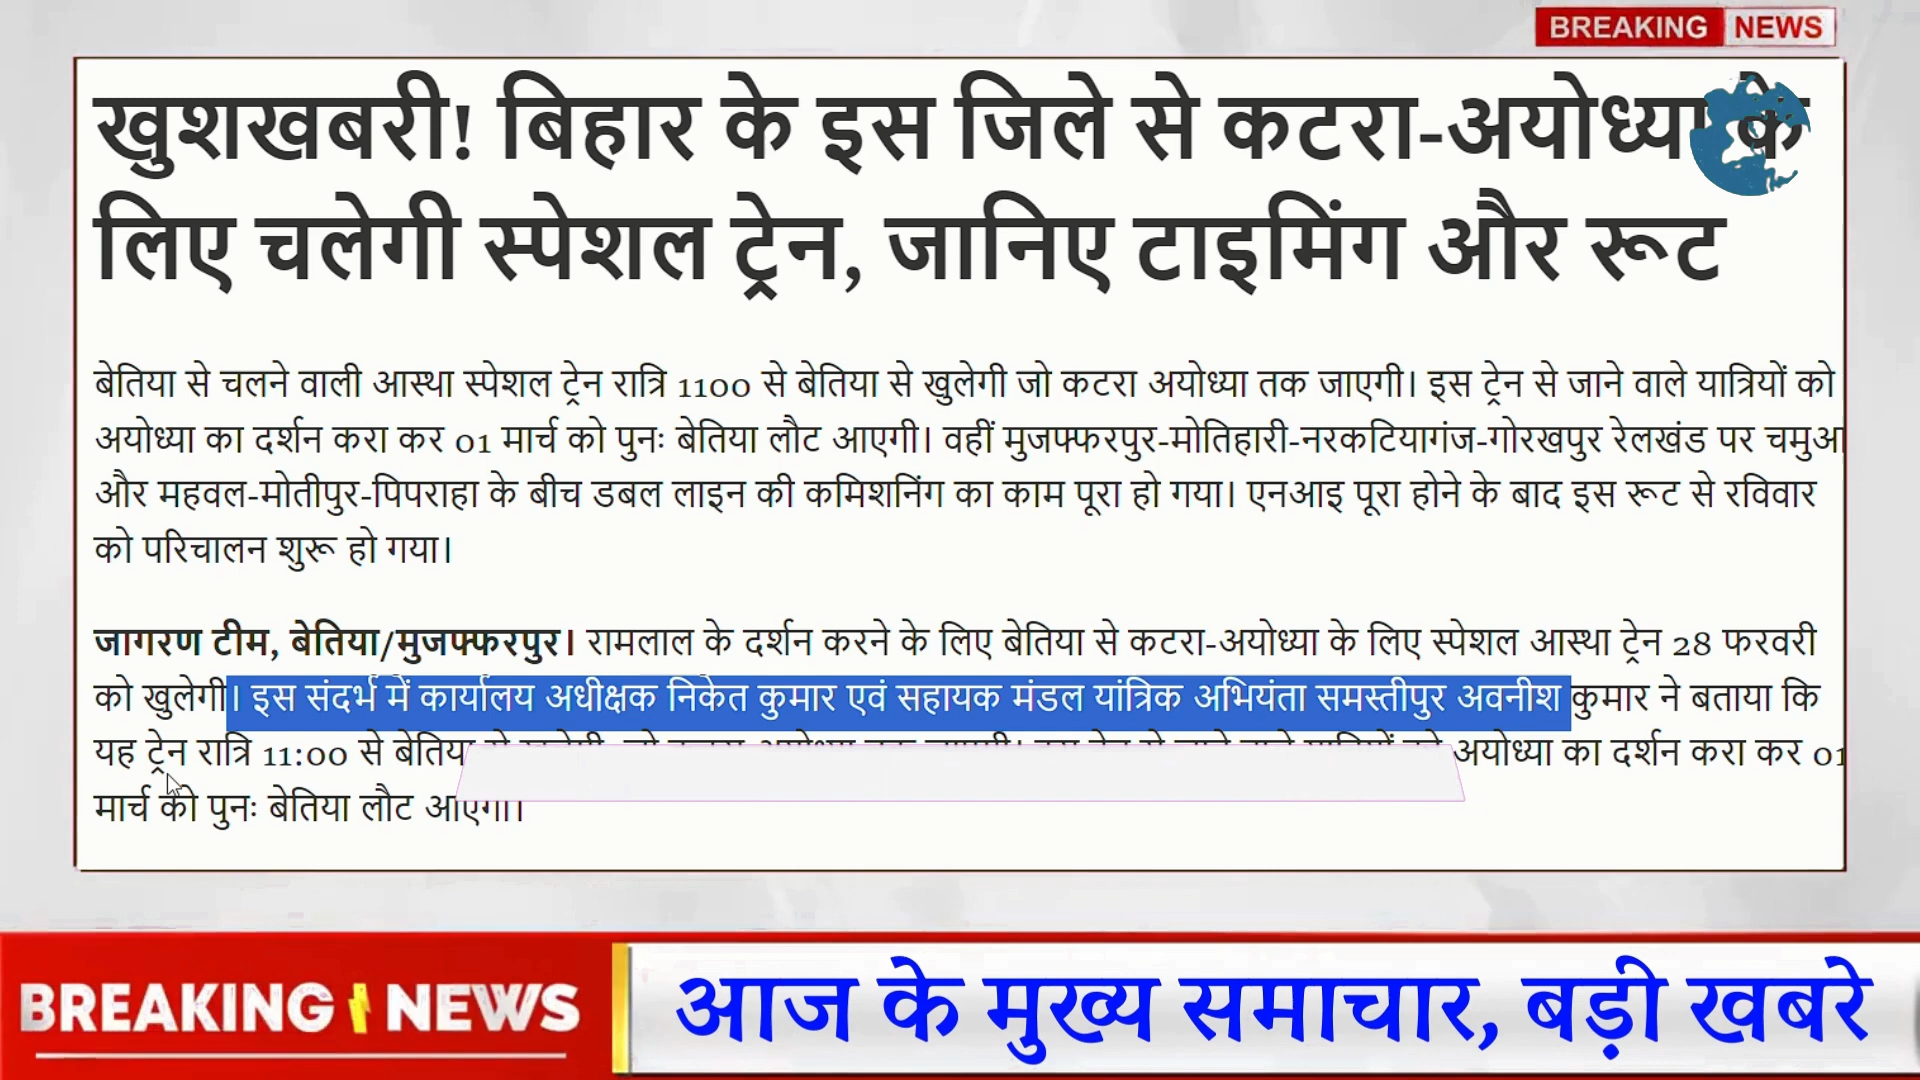 BREAKING NEWS
खुशखबरी! बिहार के इस जिले से कटरा-अयोध्या के
लिए चलेगी स्पेशल ट्रेन, जानिए टाइमिंग और रूट
बेतिया से चलने वाली आस्था स्पेशल ट्रेन रात्रि 1100 से बेतिया से खुलेगी जो कटरा अयोध्या तक जाएगी। इस ट्रेन से जाने वाले यात्रियों को
अयोध्या का दर्शन करा कर 01 मार्च को पुनः बेतिया लौट आएगी। वहीं मुजफ्फरपुर-मोतिहारी-नरकटियागंज-गोरखपुर रेलखंड पर चमुआ
और महवल-मोतीपुर-पिपराहा के बीच डबल लाइन की कमिशनिंग का काम पूरा हो गया। एनआइ पूरा होने के बाद इस रूट से रविवार
को परिचालन शुरू हो गया।
जागरण टीम, बेतिया/मुजफ्फरपुर। रामलाल के दर्शन करने के लिए बेतिया से कटरा-अयोध्या के लिए स्पेशल आस्था ट्रेन 28 फरवरी
को खुलेगी। इस संदर्भ में कार्यालय अधीक्षक निकेत कुमार एवं सहायक मंडल यांत्रिक अभियंता समस्तीपुर अवनीश कुमार ने बताया कि
यह ट्रेन रात्रि 11:00 से बेतिया अयोध्या का दर्शन करा कर 01
मार्च को पुनः बेतिया लौट आएगी।
BREAKING NEWS
आज के मुख्य समाचार, बड़ी खबरे